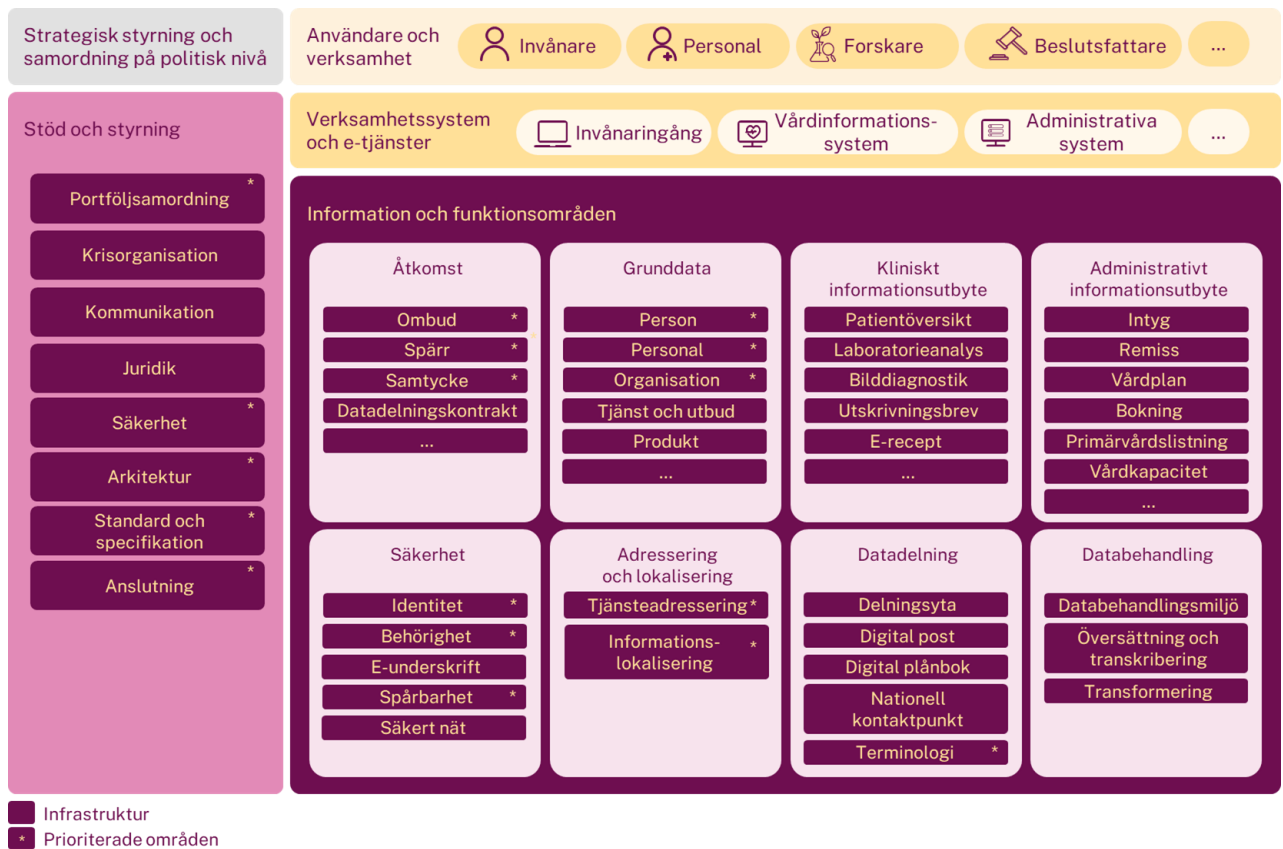 Strategisk styrning och
samordning på politisk nivå
Användare och
verksamhet
Invånare
Personal
Forskare
Beslutsfattare
...
Stöd och styrning
Portföljsamordning *
Krisorganisation
Kommunikation
Juridik
Säkerhet *
Arkitektur *
Standard och *
specifikation
Anslutning *
Verksamhetssystem
och e-tjänster
Invånaringång
Vårdinformations-
system
Administrativa
system
...
Information och funktionsområden
Åtkomst
Ombud *
Spärr *
Samtycke *
Datadelningskontrakt
...
Grunddata
Person *
Personal *
Organisation *
Tjänst och utbud
Produkt
...
Kliniskt
informationsutbyte
Patientöversikt
Laboratorieanalys
Bilddiagnostik
Utskrivningsbrev
E-recept
...
Administrativt
informationsutbyte
Intyg
Remiss
Vårdplan
Bokning
Primärvårdslistning
Vårdkapacitet
...
Säkerhet
Identitet *
Behörighet *
E-underskrift
Spårbarhet *
Säkert nät
Adressering
och lokalisering
Tjänsteadressering *
Informations- *
lokalisering
Datadelning
Delningsyta
Digital post
Digital plånbok
Nationell
kontaktpunkt
Terminologi *
Databehandling
Databehandlingsmiljö
Översättning och
transkribering
Transformering
Infrastruktur
* Prioriterade områden